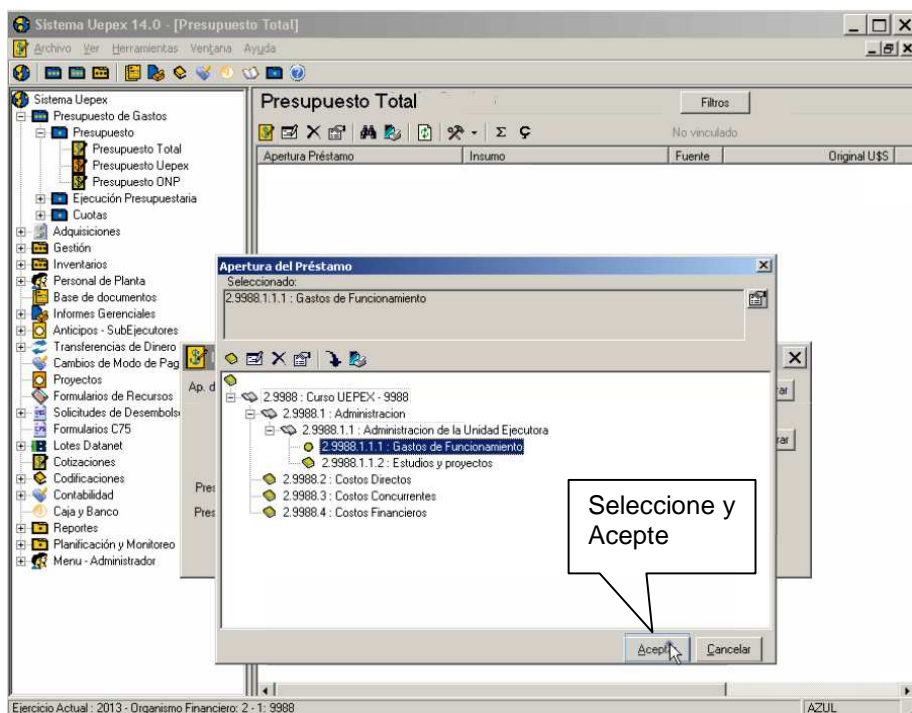 Sistema Uepex 14.0 - [Presupuesto Total]
Archivo Ver Herramientas Ventana Ayuda
Sistema Uepex
Presupuesto de Gastos
Presupuesto
Presupuesto Total
Presupuesto Uepex
Presupuesto ONP
Ejecución Presupuestaria
Cuotas
Adquisiciones
Gestión
Inventarios
Personal de Planta
Base de documentos
Informes Gerenciales
Anticipos - SubEjecutores
Transferencias de Dinero
Cambios de Modo de Pag
Proyectos
Formularios de Recursos
Solicitudes de Desembols
Formularios C75
Lotes Datanet
Cotizaciones
Codificaciones
Contabilidad
Caja y Banco
Reportes
Planificación y Monitoreo
Menu - Administrador
Presupuesto Total
Filtros
No vinculado
Apertura Préstamo Insumo Fuente Original U$S
Ap. d
Pres
Pres
Apertura del Préstamo
Seleccionado:
2.9988.1.1.1 : Gastos de Funcionamiento
2.9988 : Curso UEPEX - 9988
2.9988.1 : Administracion
2.9988.1.1 : Administracion de la Unidad Ejecutora
2.9988.1.1.1 : Gastos de Funcionamiento
2.9988.1.1.2 : Estudios y proyectos
2.9988.2 : Costos Directos
2.9988.3 : Costos Concurrentes
2.9988.4 : Costos Financieros
Seleccione y
Acepte
Cancelar
Ejercicio Actual : 2013 - Organismo Financiero: 2 - 1: 9988 AZUL